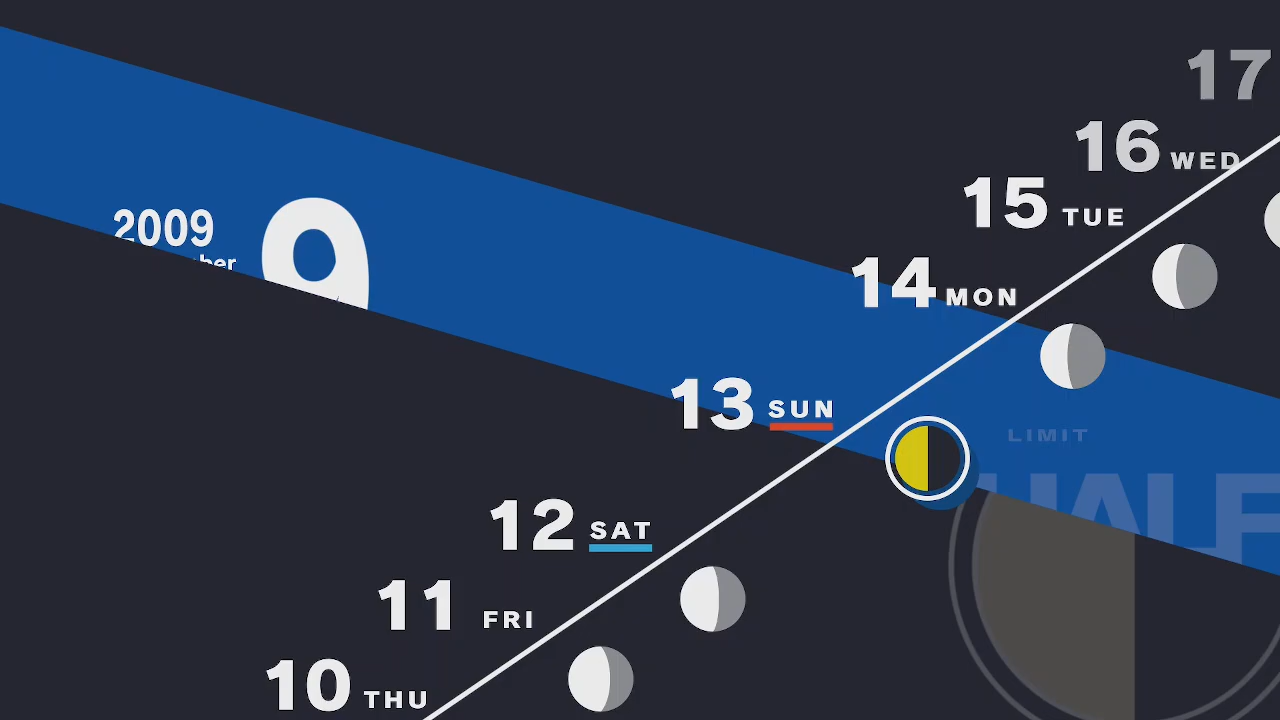 17
16 WED
15 TUE
2009
9
14 MON
13 SUN
LIMIT
HALF
12 SAT
11 FRI
10 THU